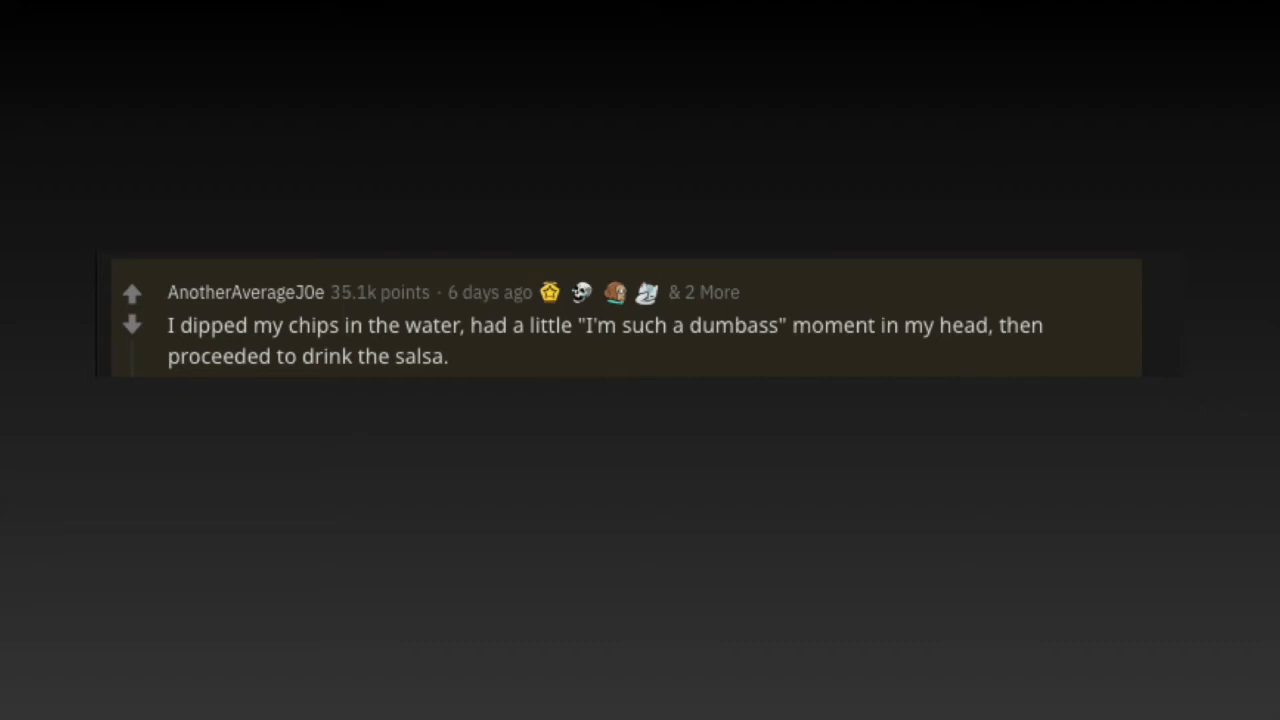 AnotherAverageJ0e 35.1k points · 6 days ago & 2 More
I dipped my chips in the water, had a little "I'm such a dumbass" moment in my head, then
proceeded to drink the salsa.